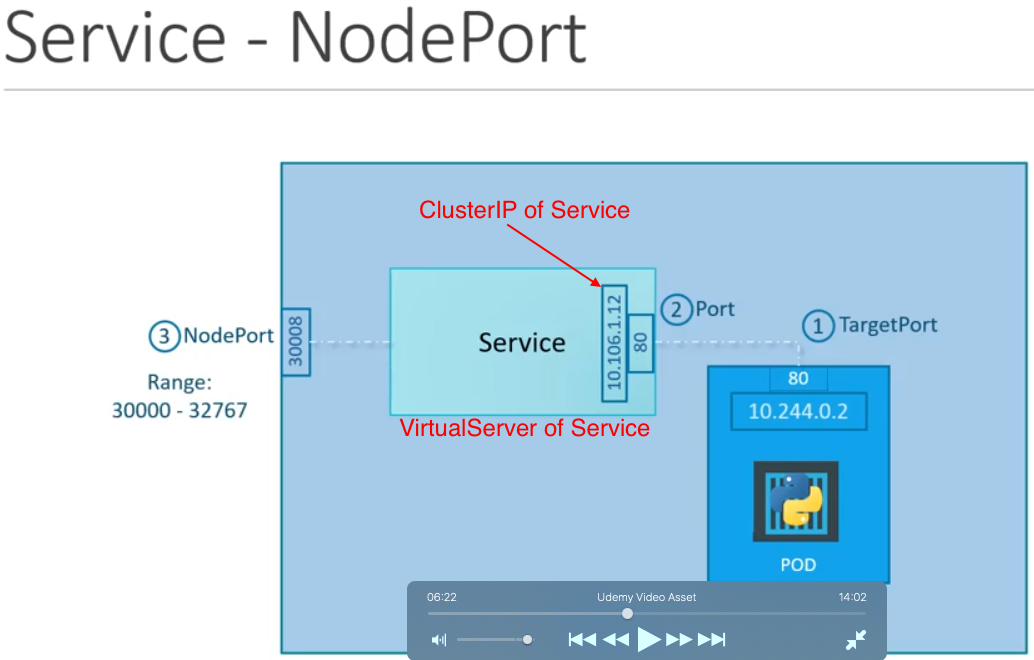 Service - NodePort
ClusterIP of Service
3 NodePort
30008
Range:
30000 - 32767
Service
10.106.1.12
80
2 Port
1 TargetPort
VirtualServer of Service
80
10.244.0.2
POD
06:22
Udemy Video Asset
14:02